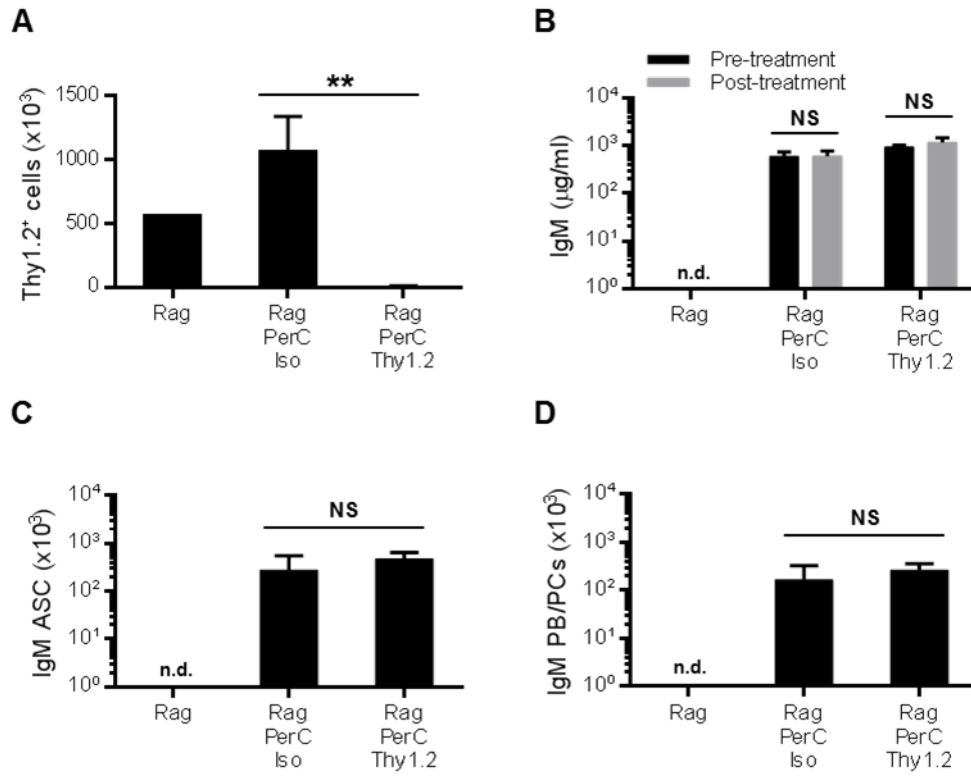 A
Thy1.2⁺ cells (x10³)
1500
1000
500
0
**
Rag
Rag
PerC
Iso
Rag
PerC
Thy1.2
B
Pre-treatment
Post-treatment
IgM (µg/ml)
10⁴
10³
10²
10¹
10⁰
n.d.
NS
NS
Rag
Rag
PerC
Iso
Rag
PerC
Thy1.2
C
IgM ASC (x10³)
10⁴
10³
10²
10¹
10⁰
n.d.
NS
Rag
Rag
PerC
Iso
Rag
PerC
Thy1.2
D
IgM PB/PCs (x10³)
10⁴
10³
10²
10¹
10⁰
n.d.
NS
Rag
Rag
PerC
Iso
Rag
PerC
Thy1.2